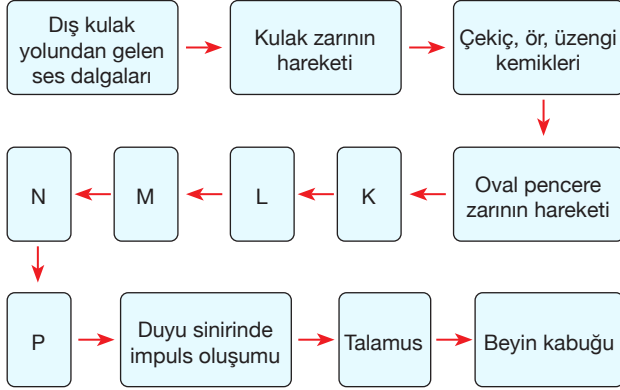 Dış kulak
yolundan gelen
ses dalgaları
Kulak zarının
hareketi
Çekiç, ör, üzengi
kemikleri
Oval pencere
zarının hareketi
K
L
M
N
P
Duyu sinirinde
impuls oluşumu
Talamus
Beyin kabuğu